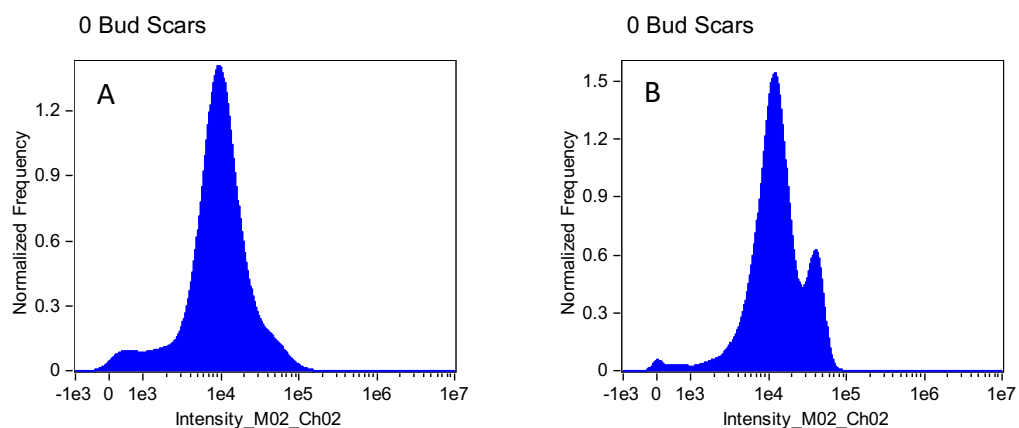 0 Bud Scars
A
Normalized Frequency
1.2
0.9
0.6
0.3
0
-1e3 0 1e3 1e4 1e5 1e6 1e7
Intensity_M02_Ch02
0 Bud Scars
B
Normalized Frequency
1.5
1.2
0.9
0.6
0.3
0
-1e3 0 1e3 1e4 1e5 1e6 1e7
Intensity_M02_Ch02